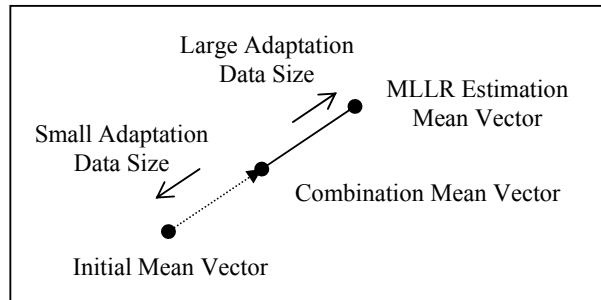 Large Adaptation
Data Size
MLLR Estimation
Mean Vector
Small Adaptation
Data Size
Combination Mean Vector
Initial Mean Vector